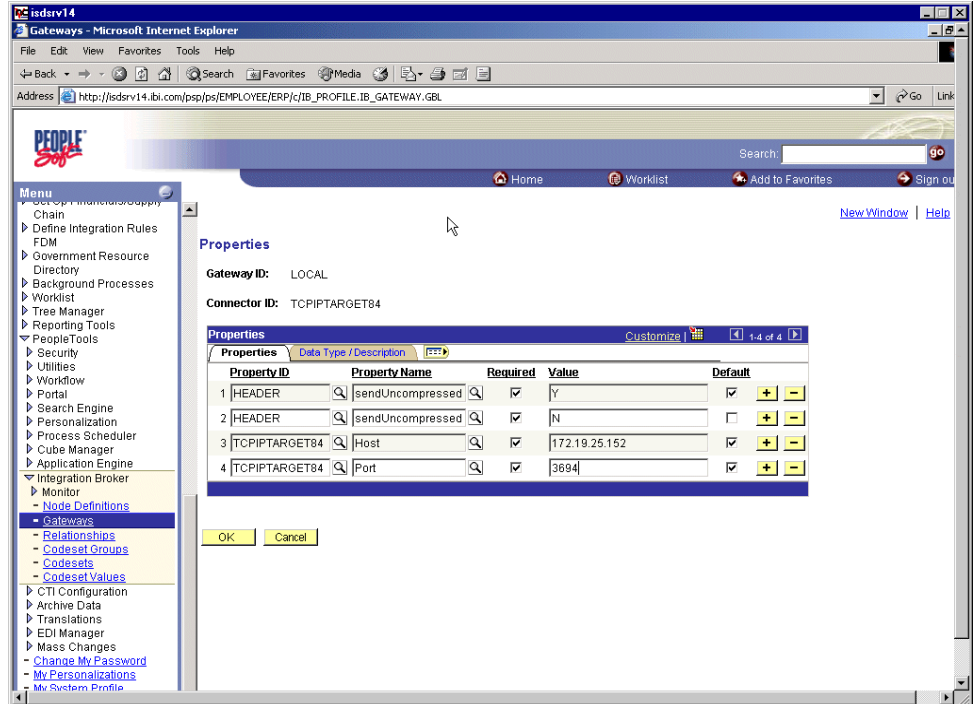 isdsrv14
Gateways - Microsoft Internet Explorer
File Edit View Favorites Tools Help
Back Search Favorites Media
Address http://isdsrv14.ibi.com/psp/ps/EMPLOYEE/ERP/c/IB_PROFILE.IB_GATEWAY.GBL Go Link
PEOPLE Soft
Search: go
Home Worklist Add to Favorites Sign ou
Menu
New Window | Help
Chain
Define Integration Rules
FDM
Government Resource
Directory
Background Processes
Worklist
Tree Manager
Reporting Tools
PeopleTools
Security
Utilities
Workflow
Portal
Search Engine
Personalization
Process Scheduler
Cube Manager
Application Engine
Integration Broker
Monitor
Node Definitions
Gateways
Relationships
Codeset Groups
Codesets
Codeset Values
CTI Configuration
Archive Data
Translations
EDI Manager
Mass Changes
Change My Password
My Personalizations
My System Profile
Properties
Gateway ID: LOCAL
Connector ID: TCPIPTARGET84
Properties Customize | 1-4 of 4
Properties Data Type / Description
Property ID Property Name Required Value Default
1 HEADER sendUncompressed Y + -
2 HEADER sendUncompressed N + -
3 TCPIPTARGET84 Host 172.19.25.152 + -
4 TCPIPTARGET84 Port 3694 + -
OK Cancel